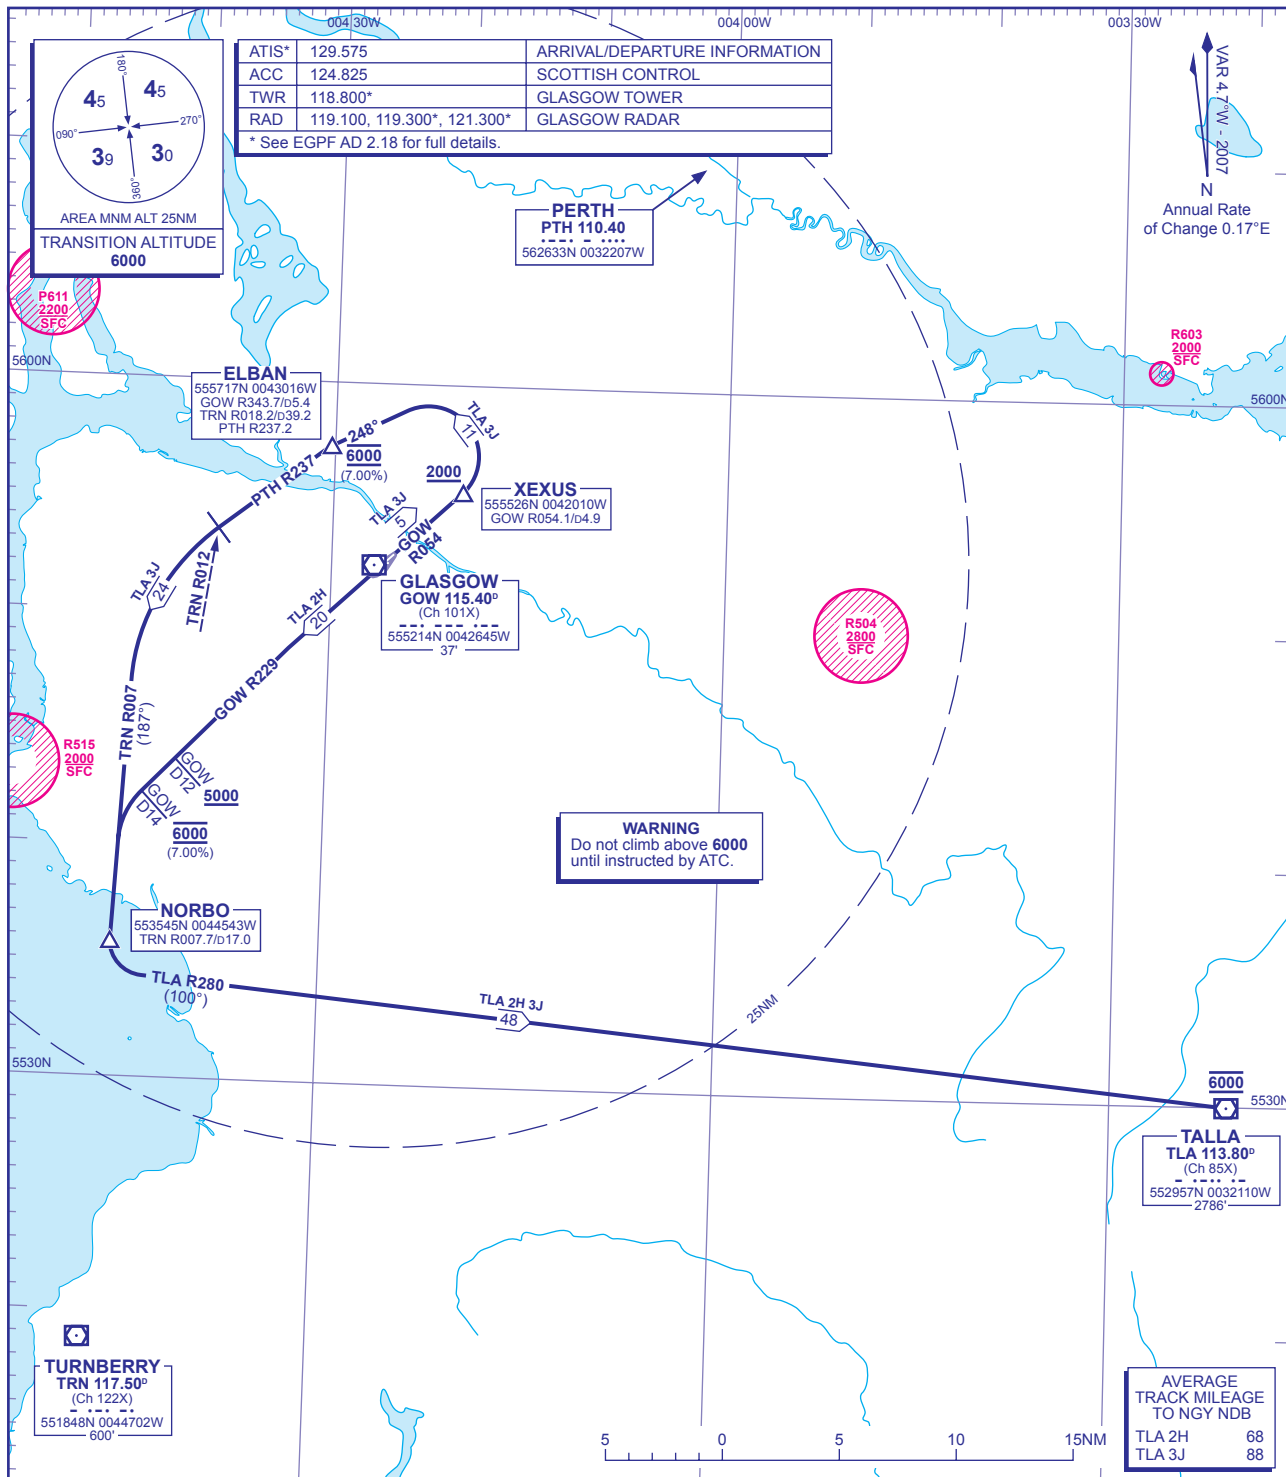 004 30W
004 00W
003 30W
180°
270°
360°
090°
45
45
39
30
AREA MNM ALT 25NM
TRANSITION ALTITUDE
6000
ATIS* 129.575 ARRIVAL/DEPARTURE INFORMATION
ACC 124.825 SCOTTISH CONTROL
TWR 118.800* GLASGOW TOWER
RAD 119.100, 119.300*, 121.300* GLASGOW RADAR
* See EGPF AD 2.18 for full details.
VAR 4.7°W - 2007
N
Annual Rate
of Change 0.17°E
PERTH
PTH 110.40
562633N 0032207W
P611
2200
SFC
R603
2000
SFC
5600N
5600N
ELBAN
555717N 0043016W
GOW R343.7/D5.4
TRN R018.2/D39.2
PTH R237.2
248°
6000
(7.00%)
TLA 3J
11
2000
XEXUS
555526N 0042010W
GOW R054.1/D4.9
PTH R237
TLA 3J
5
GOW
R054
GLASGOW
GOW 115.40D
(Ch 101X)
555214N 0042645W
37'
TLA 3J
24
TRN R012
TLA 2H
20
GOW R229
R504
2800
SFC
TRN R007
(187°)
R515
2000
SFC
GOW
D12
5000
GOW
D14
6000
(7.00%)
WARNING
Do not climb above 6000
until instructed by ATC.
NORBO
553545N 0044543W
TRN R007.7/D17.0
TLA R280
(100°)
TLA 2H 3J
48
25NM
5530N
5530N
6000
TALLA
TLA 113.80D
(Ch 85X)
552957N 0032110W
2786'
TURNBERRY
TRN 117.50D
(Ch 122X)
551848N 0044702W
600'
5 0 5 10 15NM
AVERAGE
TRACK MILEAGE
TO NGY NDB
TLA 2H 68
TLA 3J 88